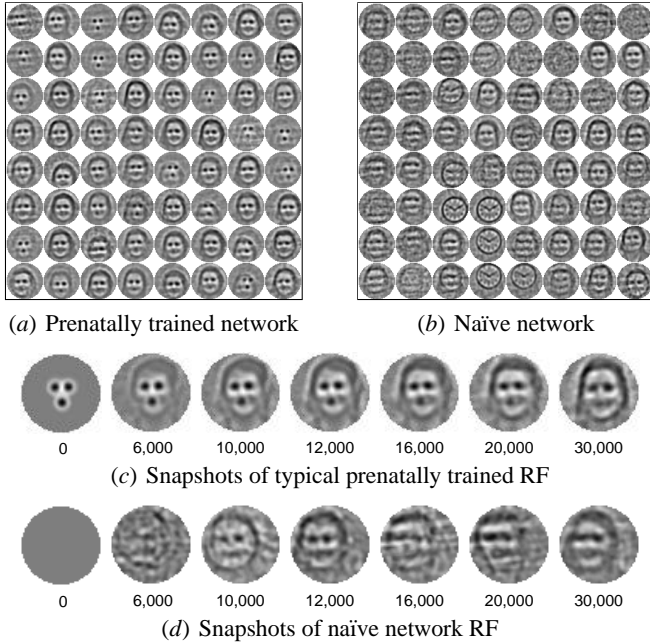 (a) Prenatally trained network
(b) Naïve network
0 6,000 10,000 12,000 16,000 20,000 30,000
(c) Snapshots of typical prenatally trained RF
0 6,000 10,000 12,000 16,000 20,000 30,000
(d) Snapshots of naïve network RF